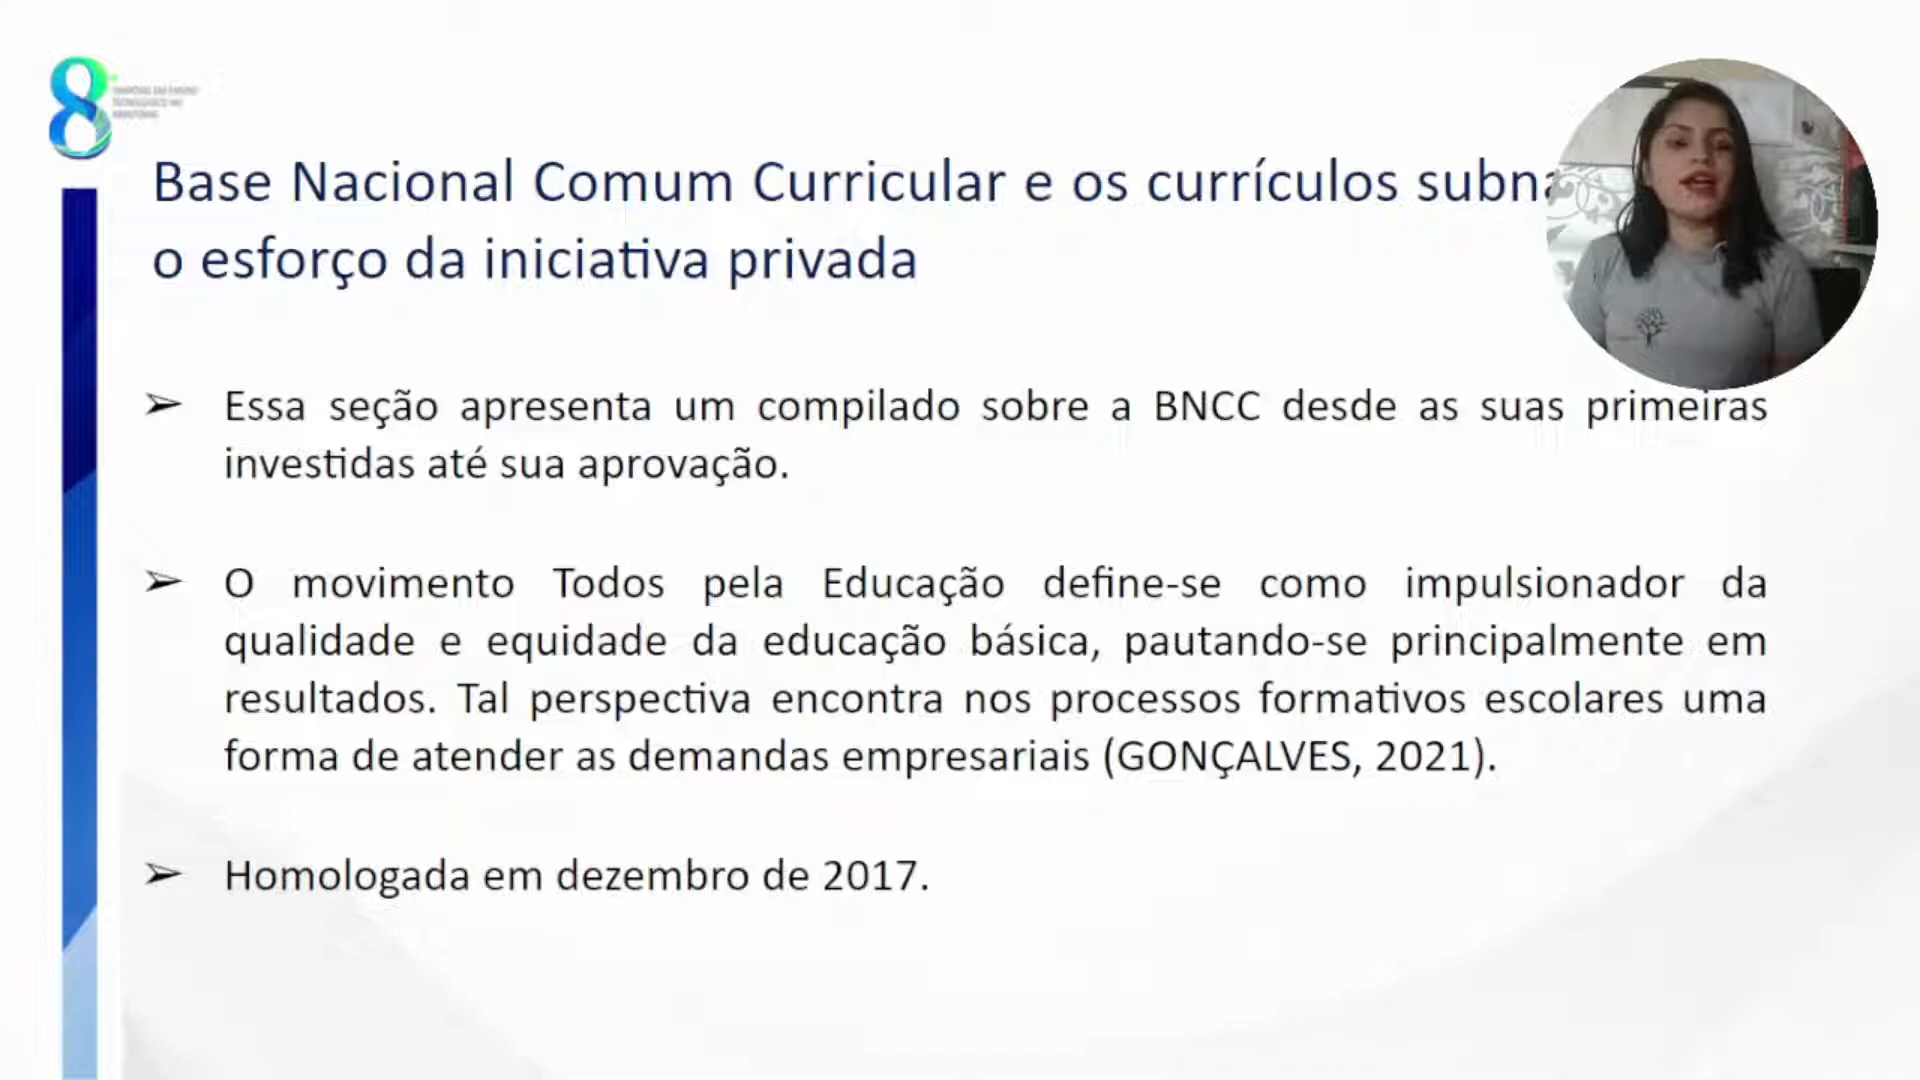 8
Base Nacional Comum Curricular e os currículos
o esforço da iniciativa privada
➢ Essa seção apresenta um compilado sobre a BNCC desde as suas primeiras
investidas até sua aprovação.
➢ O movimento Todos pela Educação define-se como impulsionador da
qualidade e equidade da educação básica, pautando-se principalmente em
resultados. Tal perspectiva encontra nos processos formativos escolares uma
forma de atender as demandas empresariais (GONÇALVES, 2021).
➢ Homologada em dezembro de 2017.